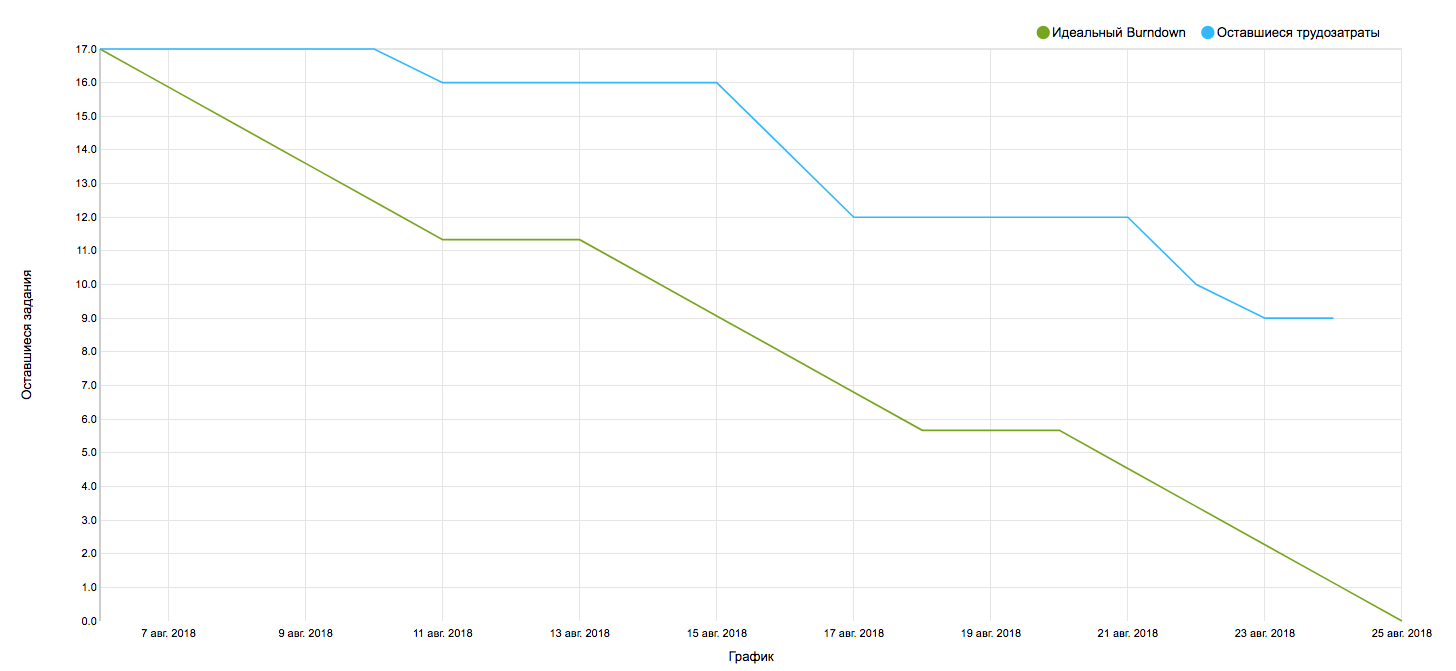 Идеальный Burndown
Оставшиеся трудозатраты
17.0
16.0
15.0
14.0
13.0
12.0
11.0
10.0
9.0
8.0
7.0
6.0
5.0
4.0
3.0
2.0
1.0
0.0
Оставшиеся задания
7 авг. 2018
9 авг. 2018
11 авг. 2018
13 авг. 2018
15 авг. 2018
17 авг. 2018
19 авг. 2018
21 авг. 2018
23 авг. 2018
25 авг. 2018
График